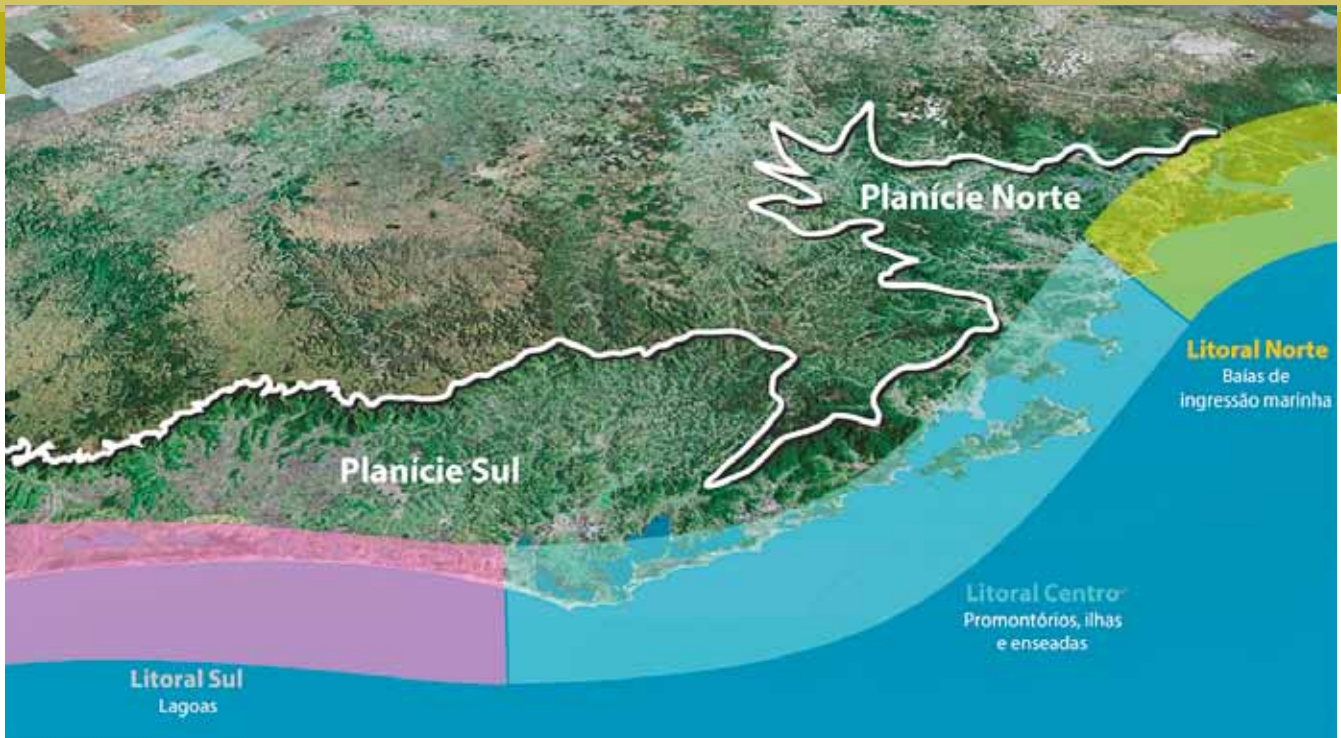 Planície Norte
Litoral Norte
Baías de
ingressão marinha
Planície Sul
Litoral Centro
Promontórios, ilhas
e enseadas
Litoral Sul
Lagoas